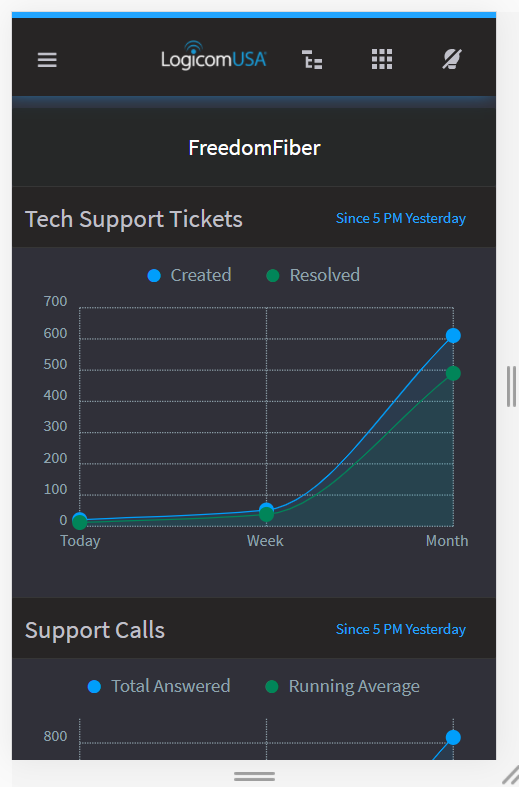 LogicomUSA
FreedomFiber
Tech Support Tickets
Since 5 PM Yesterday
Created
Resolved
700
600
500
400
300
200
100
0
Today
Week
Month
Support Calls
Since 5 PM Yesterday
Total Answered
Running Average
800